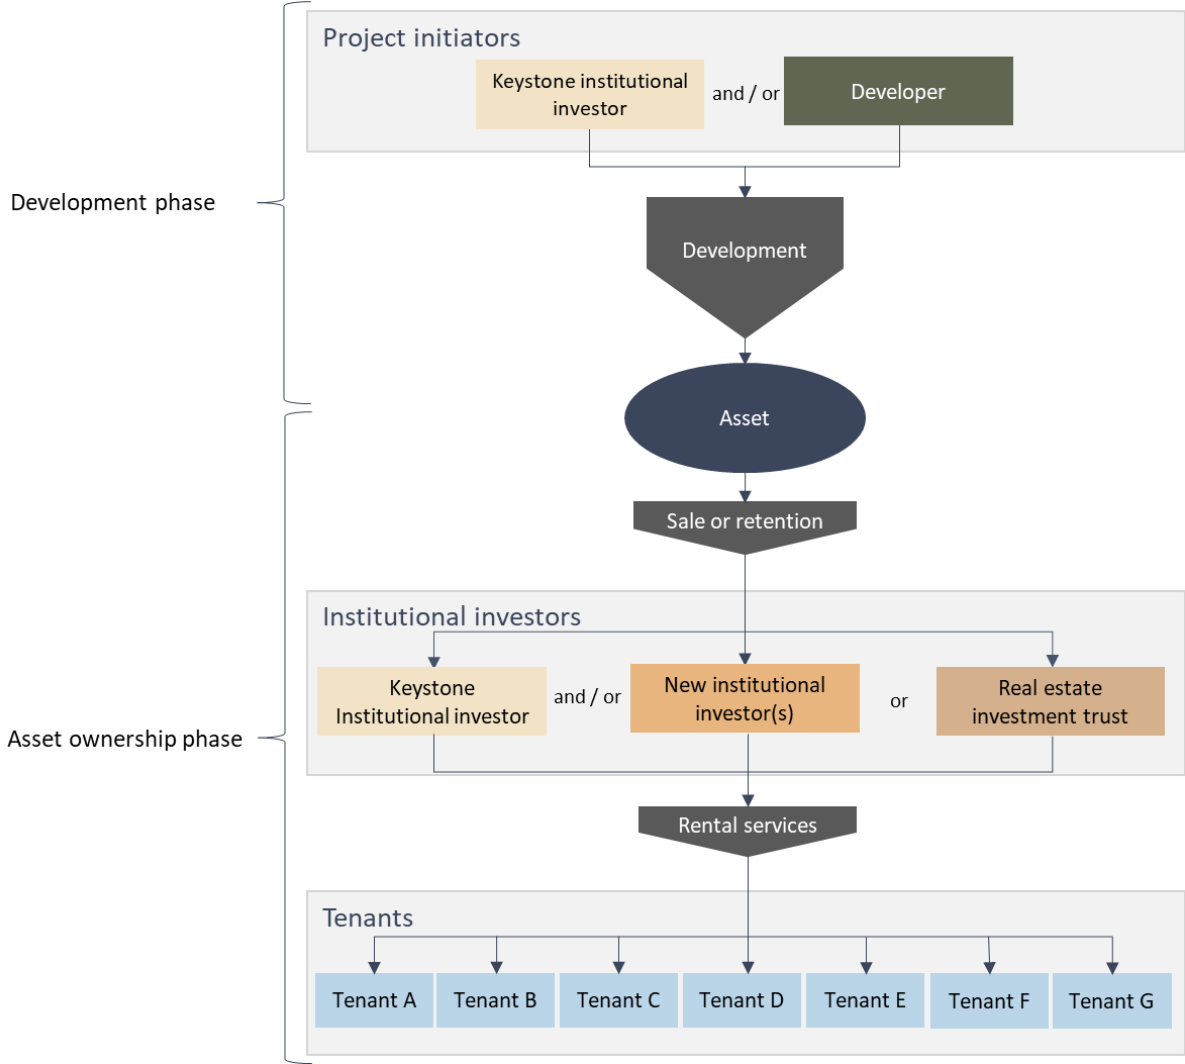 Project initiators
Keystone institutional
investor
and / or
Developer
Development phase
Development
Asset
Sale or retention
Institutional investors
Keystone
Institutional investor
and / or
New institutional
investor(s)
or
Real estate
investment trust
Asset ownership phase
Rental services
Tenants
Tenant A
Tenant B
Tenant C
Tenant D
Tenant E
Tenant F
Tenant G